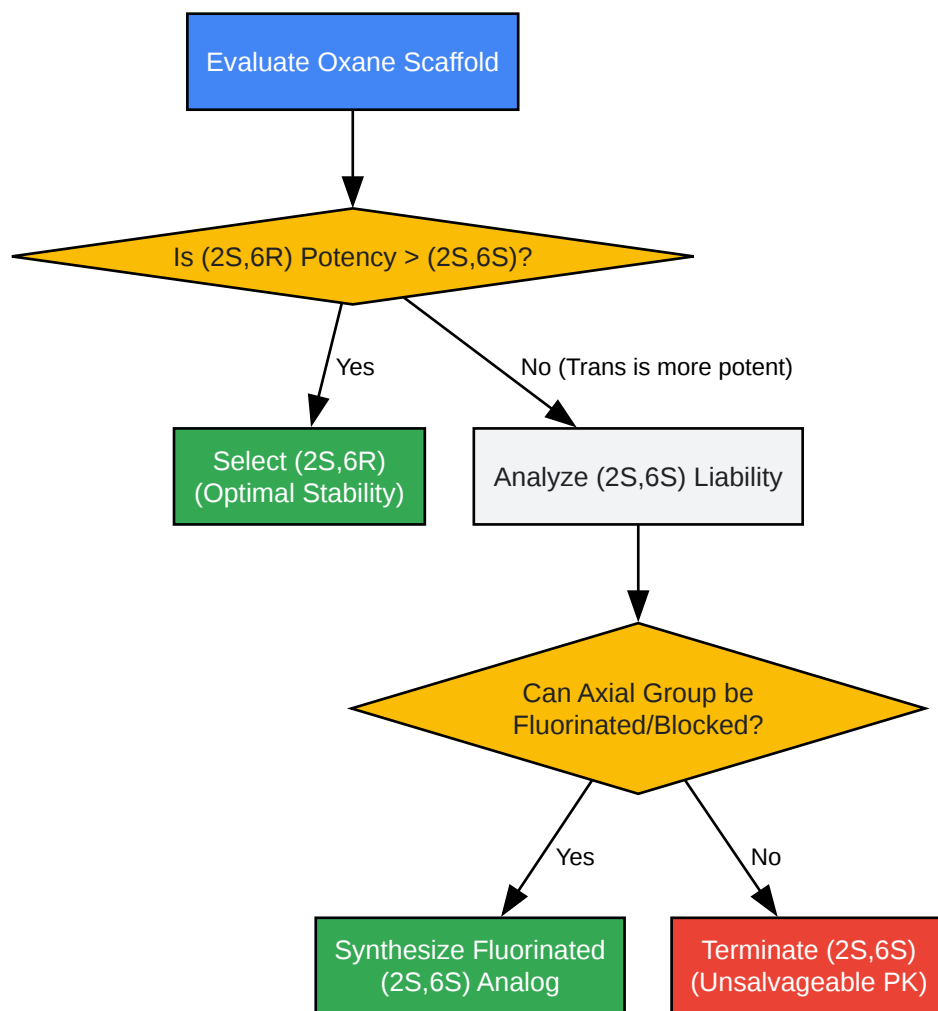 Evaluate Oxane Scaffold
Is (2S,6R) Potency > (2S,6S)?
Yes
No (Trans is more potent)
Select (2S,6R)
(Optimal Stability)
Analyze (2S,6S) Liability
Can Axial Group be
Fluorinated/Blocked?
Yes
No
Synthesize Fluorinated
(2S,6S) Analog
Terminate (2S,6S)
(Unsalvageable PK)